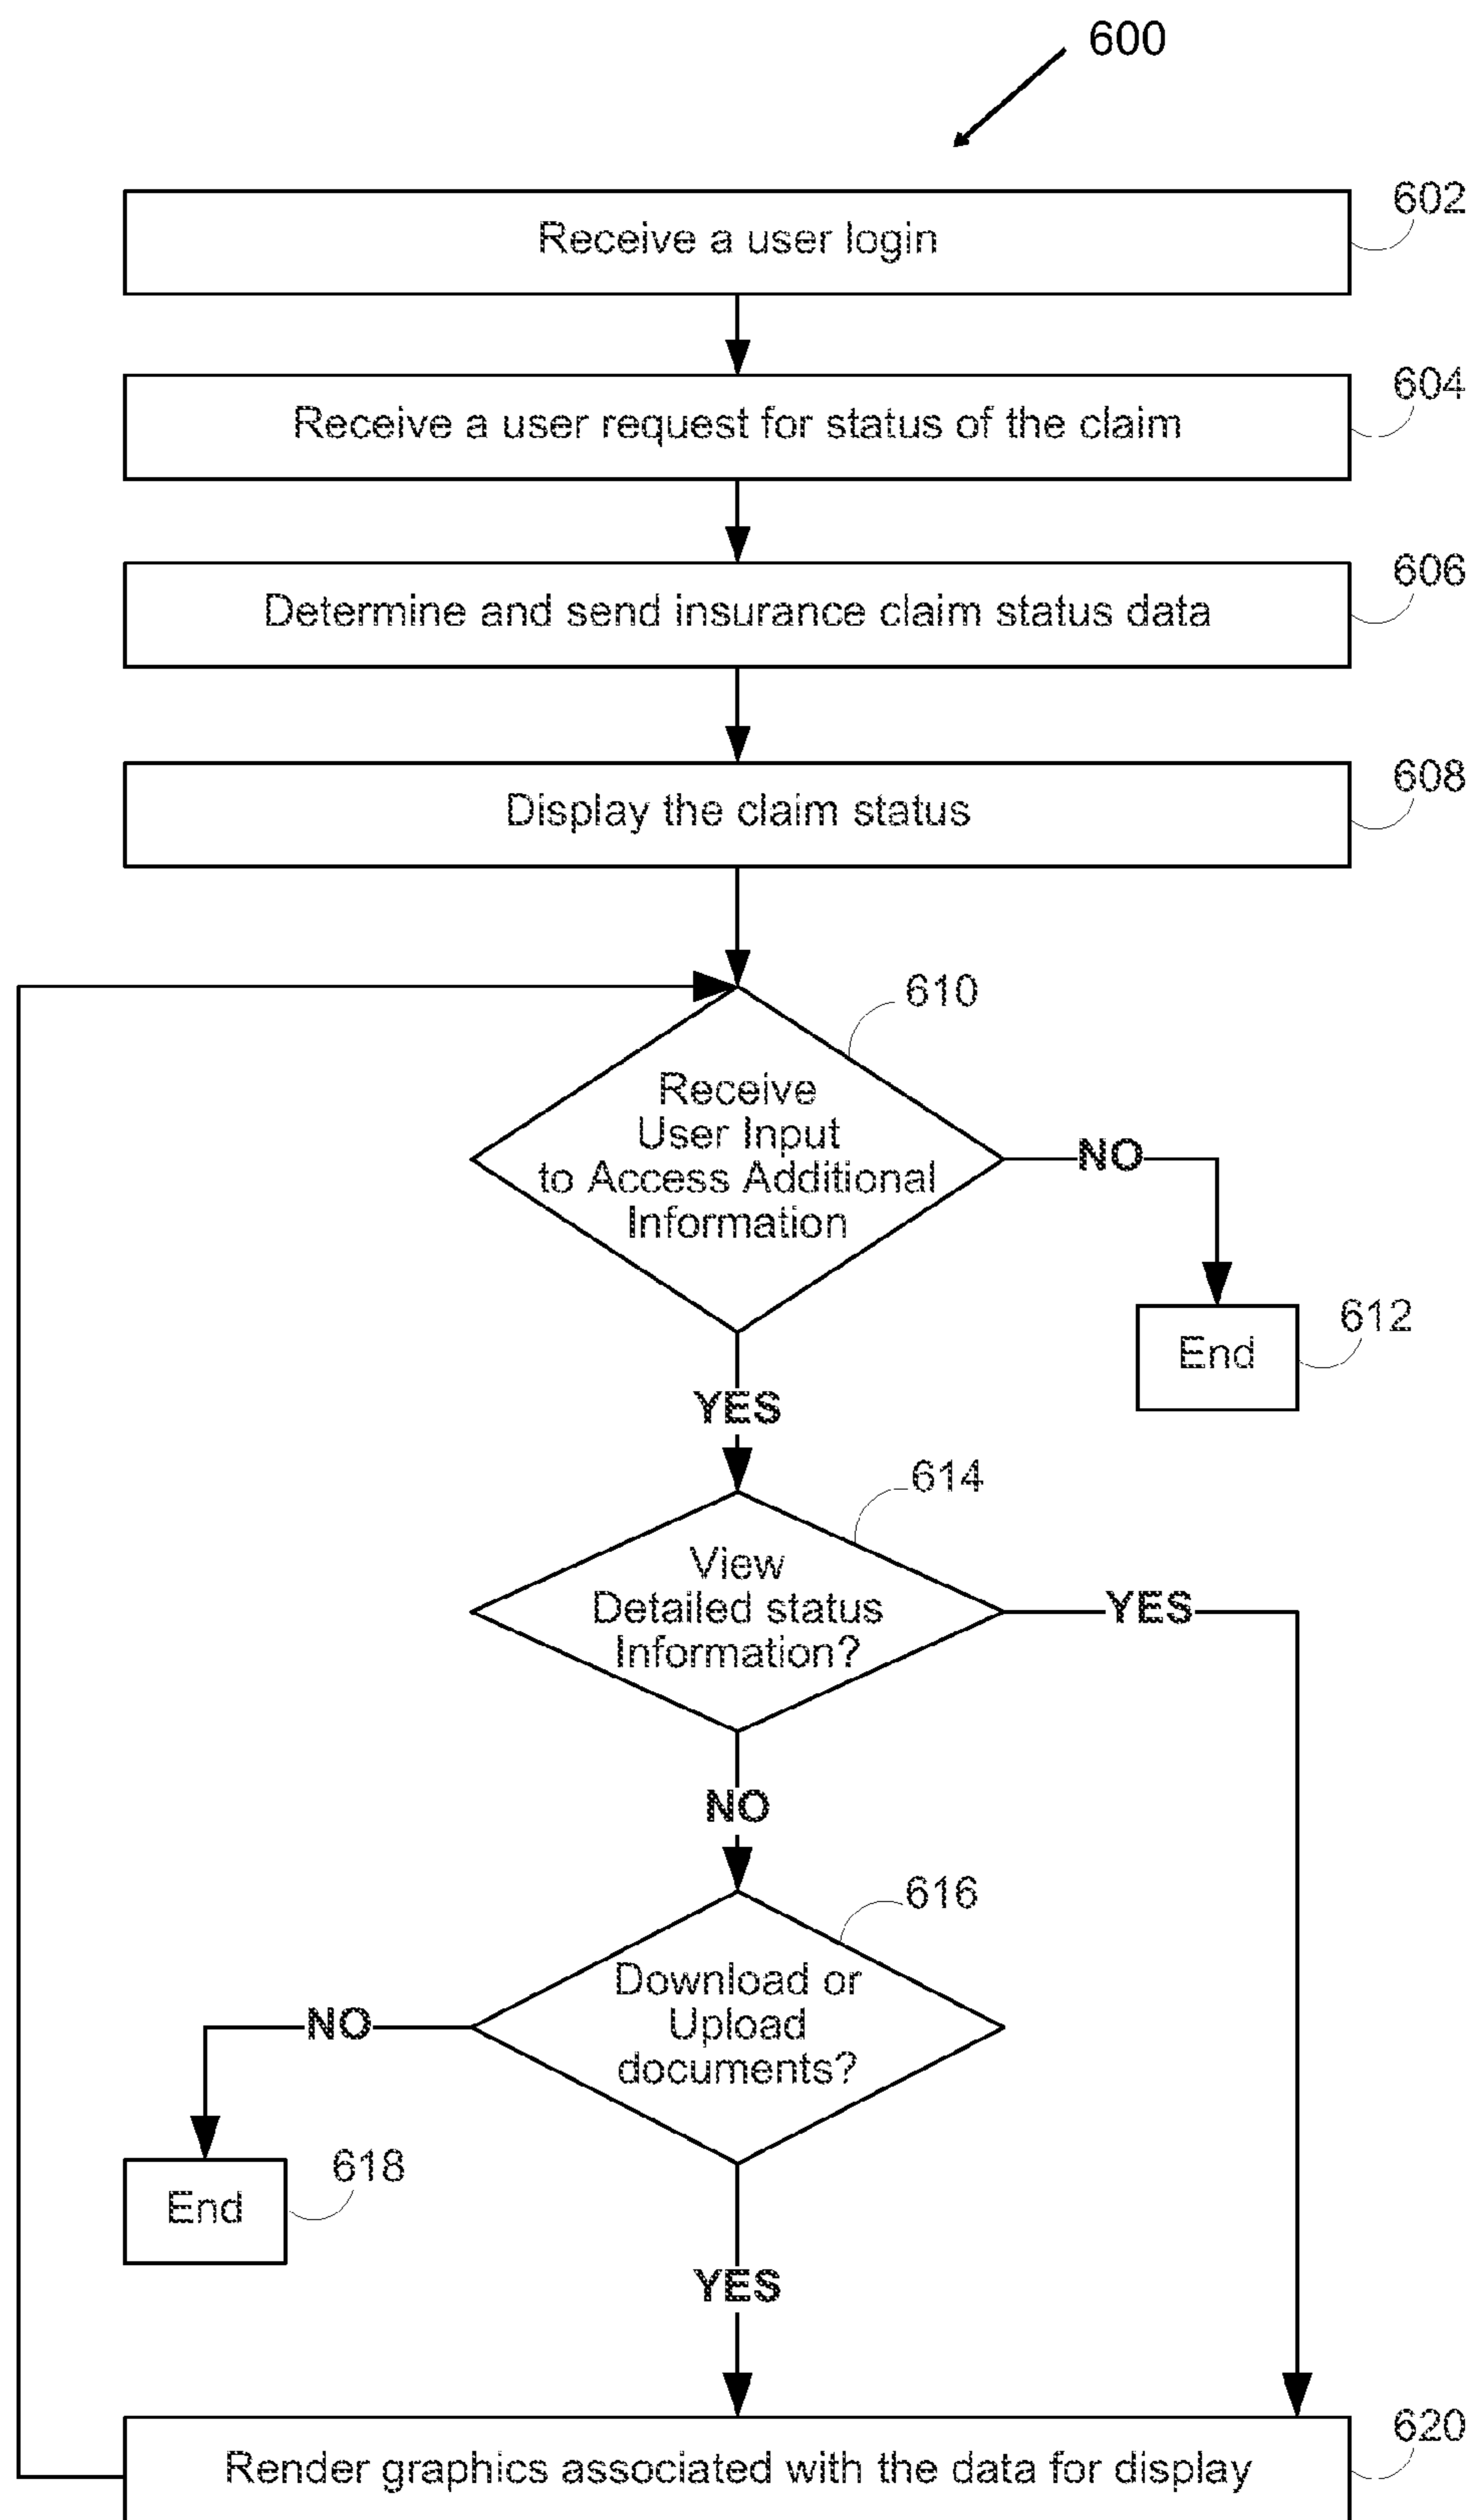 600
Receive a user login
602
Receive a user request for status of the claim
604
Determine and send insurance claim status data
606
Display the claim status
608
610
Receive
User Input
to Access Additional
Information
NO
612
End
YES
614
View
Detailed status
Information?
YES
NO
616
Download or
Upload
documents?
NO
618
End
YES
620
Render graphics associated with the data for display